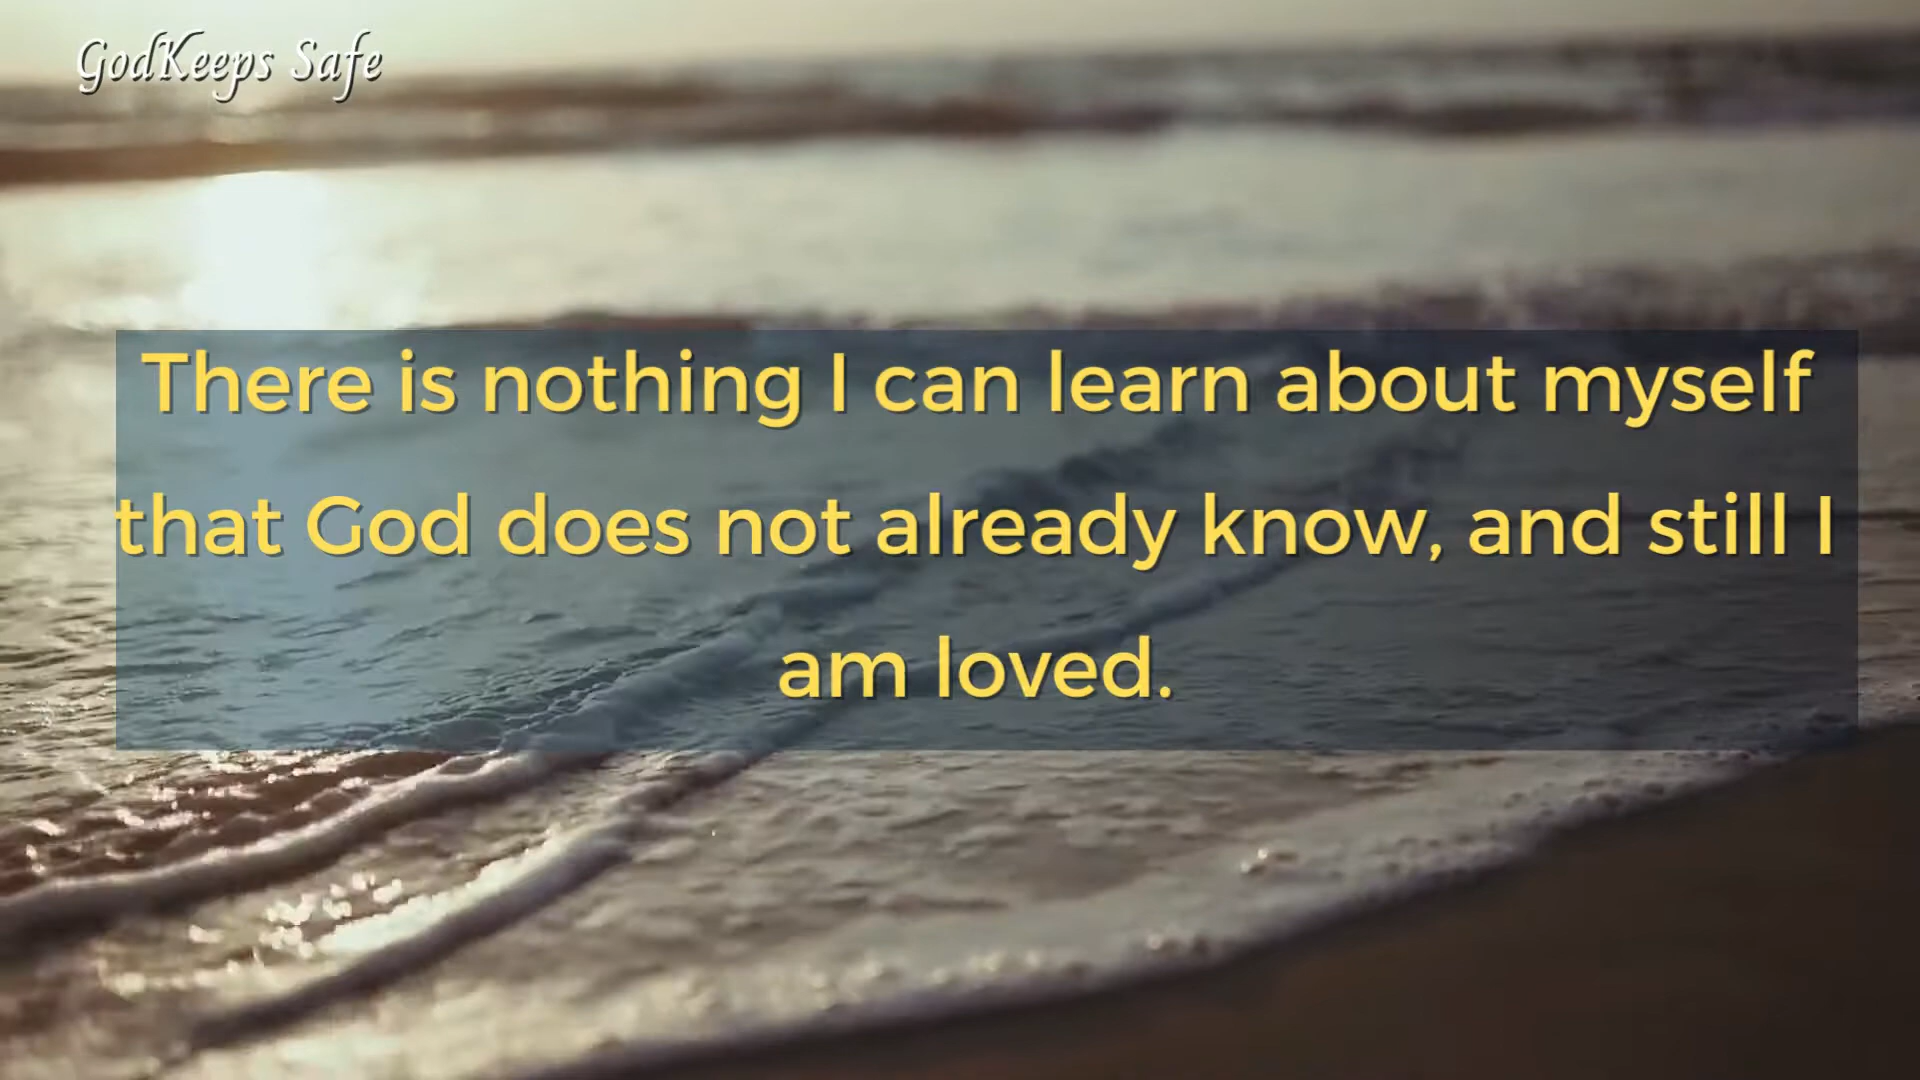 GodKeeps Safe
There is nothing I can learn about myself
that God does not already know, and still I
am loved.